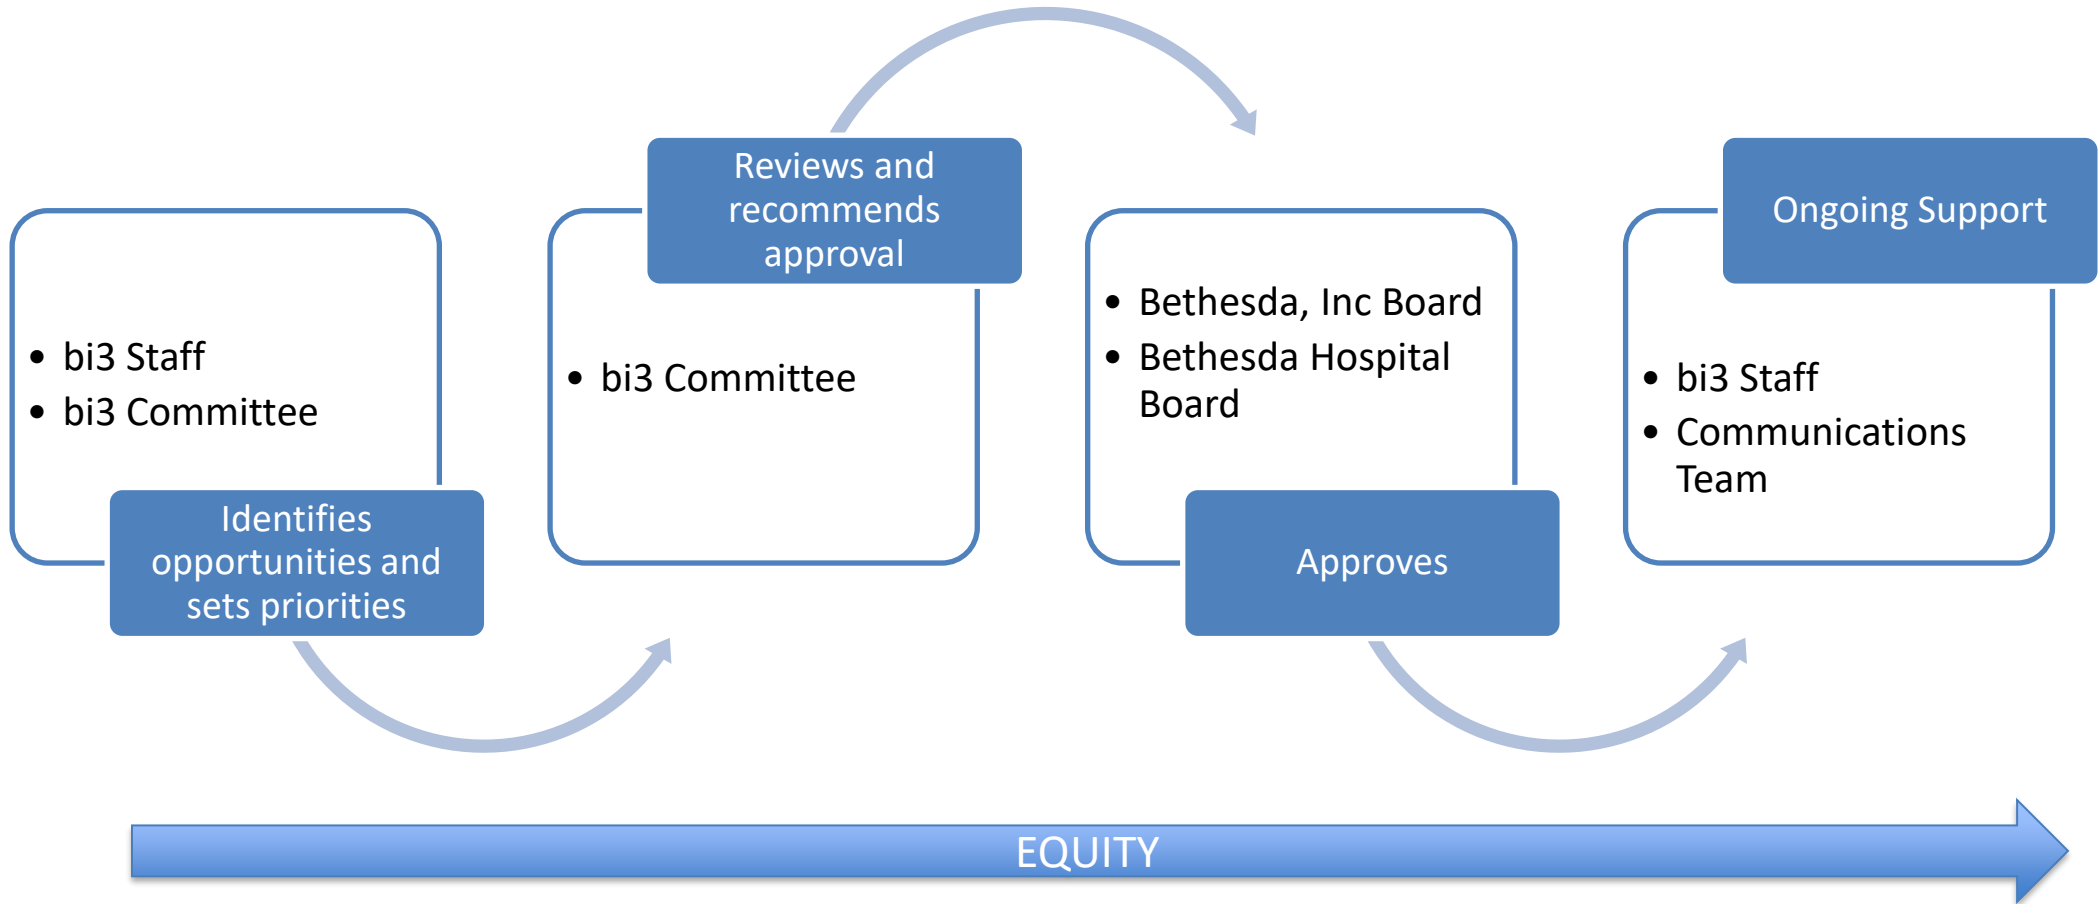 • bi3 Staff
• bi3 Committee
Identifies
opportunities and
sets priorities
Reviews and
recommends
approval
• bi3 Committee
• Bethesda, Inc Board
• Bethesda Hospital
Board
Approves
Ongoing Support
• bi3 Staff
• Communications
Team
EQUITY